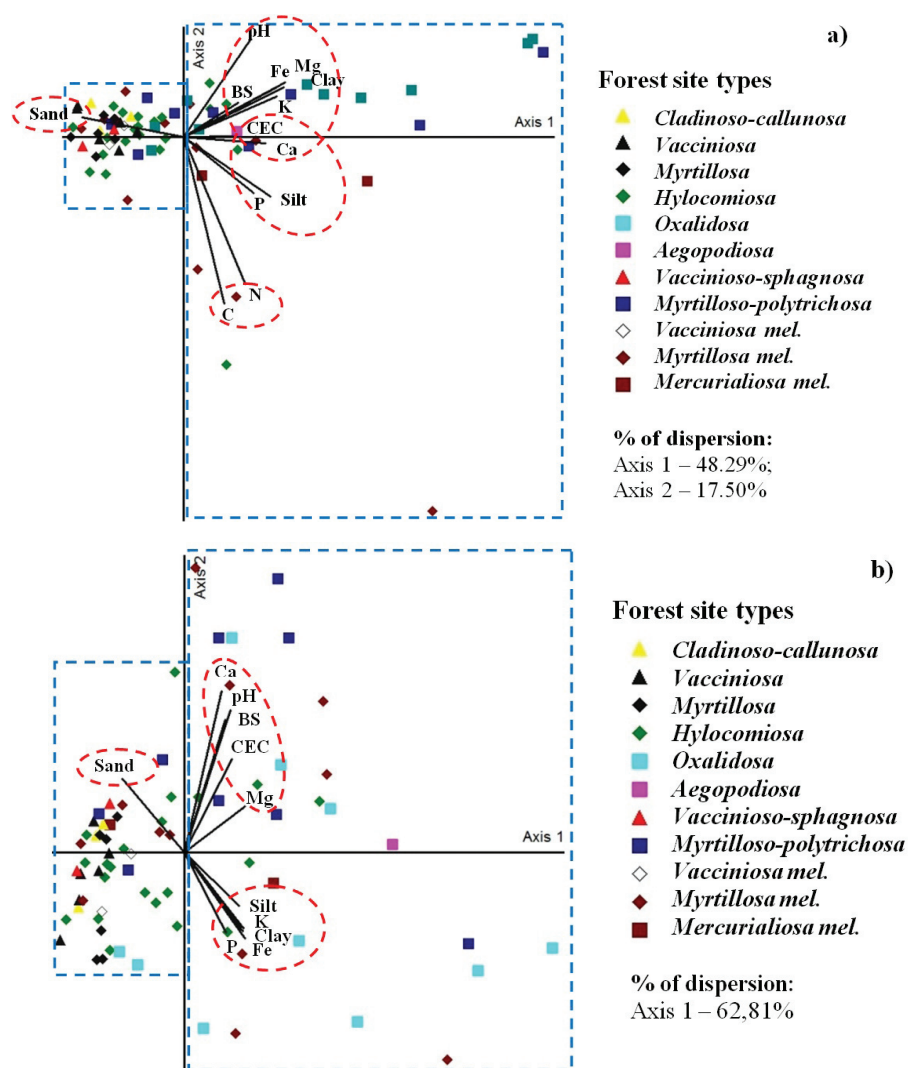 a)
Axis 2
pH
Mg
Fe
Clay
BS
K
Sand
CEC
Axis 1
Ca
Silt
P
N
C
Forest site types
Cladinoso-callunosa
Vacciniosa
Myrtillosa
Hylocomiosa
Oxalidosa
Aegopodiosa
Vaccinioso-sphagnosa
Myrtilloso-polytrichosa
Vacciniosa mel.
Myrtillosa mel.
Mercurialiosa mel.
% of dispersion:
Axis 1 – 48.29%;
Axis 2 – 17.50%
b)
Axis 2
Ca
pH
BS
CEC
Sand
Mg
Axis 1
Silt
K
Clay
P
Fe
Forest site types
Cladinoso-callunosa
Vacciniosa
Myrtillosa
Hylocomiosa
Oxalidosa
Aegopodiosa
Vaccinioso-sphagnosa
Myrtilloso-polytrichosa
Vacciniosa mel.
Myrtillosa mel.
Mercurialiosa mel.
% of dispersion:
Axis 1 – 62,81%